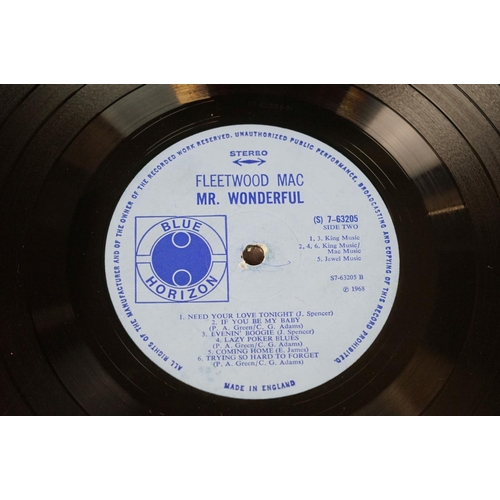 ALL RIGHTS OF THE MANUFACTURER AND OF THE OWNER OF THE RECORDED WORK RESERVED. UNAUTHORIZED PUBLIC PERFORMANCE, BROADCASTING AND COPYING OF THIS RECORD PROHIBITED.
STEREO
FLEETWOOD MAC
MR. WONDERFUL
(S) 7-63205
SIDE TWO
1, 3. King Music
2, 4, 6. King Music/
Mac Music
5. Jewel Music
BLUE
HORIZON
S7-63205 B
℗ 1968
1. NEED YOUR LOVE TONIGHT (J. Spencer)
2. IF YOU BE MY BABY
(P. A. Green/C. G. Adams)
3. EVENIN' BOOGIE (J. Spencer)
4. LAZY POKER BLUES
(P. A. Green/C. G. Adams)
5. COMING HOME (E. James)
6. TRYING SO HARD TO FORGET
(P. A. Green/C. G. Adams)
MADE IN ENGLAND